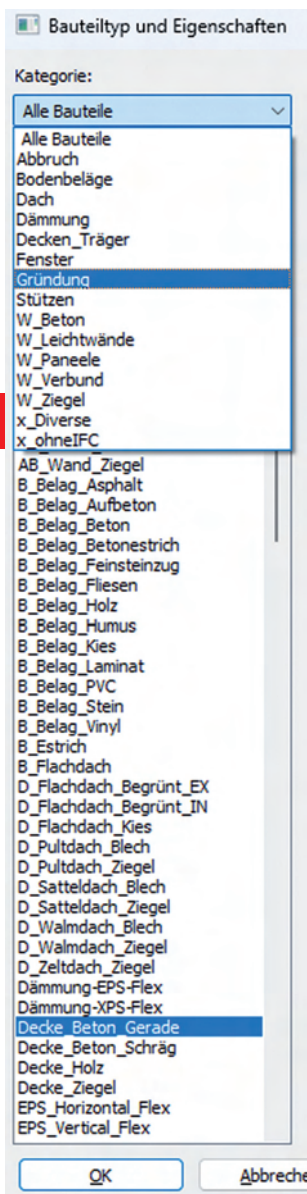 Bauteiltyp und Eigenschaften
Kategorie:
Alle Bauteile
Alle Bauteile
Abbruch
Bodenbeläge
Dach
Dämmung
Decken_Träger
Fenster
Gründung
Stützen
W_Beton
W_Leichtwände
W_Paneele
W_Verbund
W_Ziegel
x_Diverse
x_ohneIFC
AB_Wand_Ziegel
B_Belag_Asphalt
B_Belag_Aufbeton
B_Belag_Beton
B_Belag_Betonestrich
B_Belag_Feinsteinzug
B_Belag_Fliesen
B_Belag_Holz
B_Belag_Humus
B_Belag_Kies
B_Belag_Laminat
B_Belag_PVC
B_Belag_Stein
B_Belag_Vinyl
B_Estrich
B_Flachdach
D_Flachdach_Begrünt_EX
D_Flachdach_Begrünt_IN
D_Flachdach_Kies
D_Pultdach_Blech
D_Pultdach_Ziegel
D_Satteldach_Blech
D_Satteldach_Ziegel
D_Walmdach_Blech
D_Walmdach_Ziegel
D_Zeltdach_Ziegel
Dämmung-EPS-Flex
Dämmung-XPS-Flex
Decke_Beton_Gerade
Decke_Beton_Schräg
Decke_Holz
Decke_Ziegel
EPS_Horizontal_Flex
EPS_Vertical_Flex
OK Abbreche